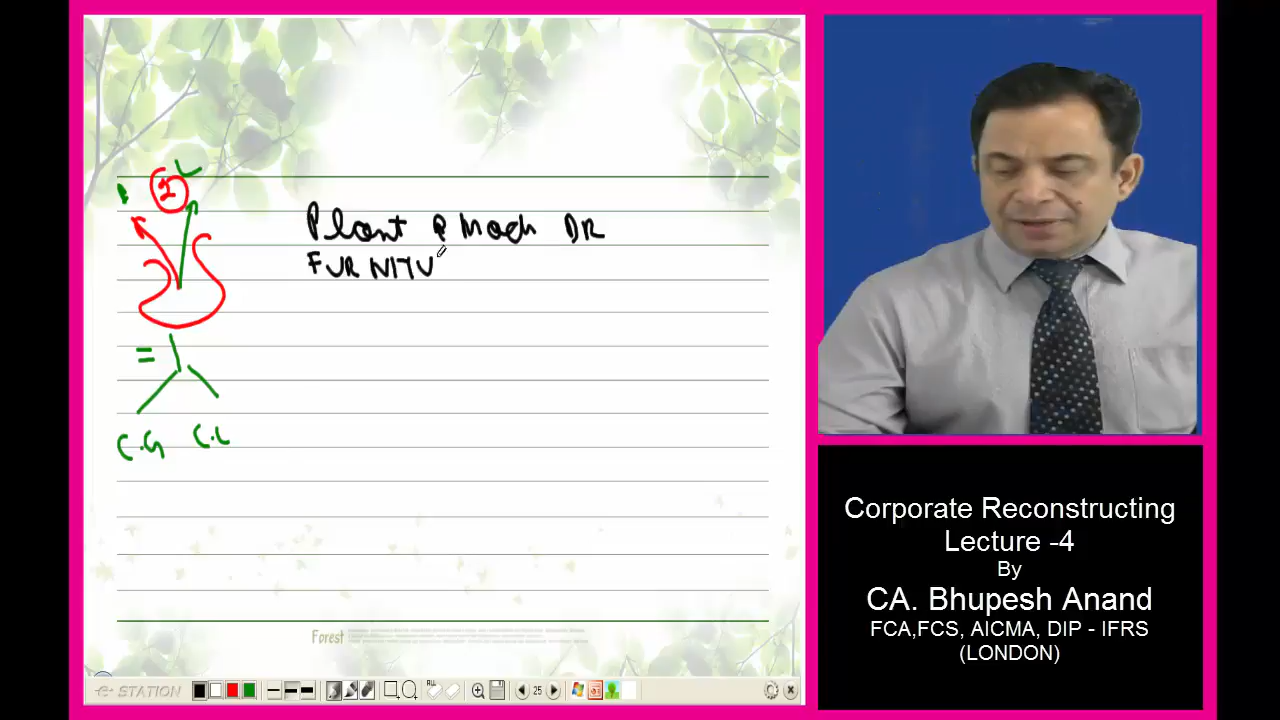 L
I
Plant & Mach DR
FURNITU
=
C.G C.L
Forest
e-STATION
25
Corporate Reconstructing
Lecture -4
By
CA. Bhupesh Anand
FCA,FCS, AICMA, DIP - IFRS
(LONDON)